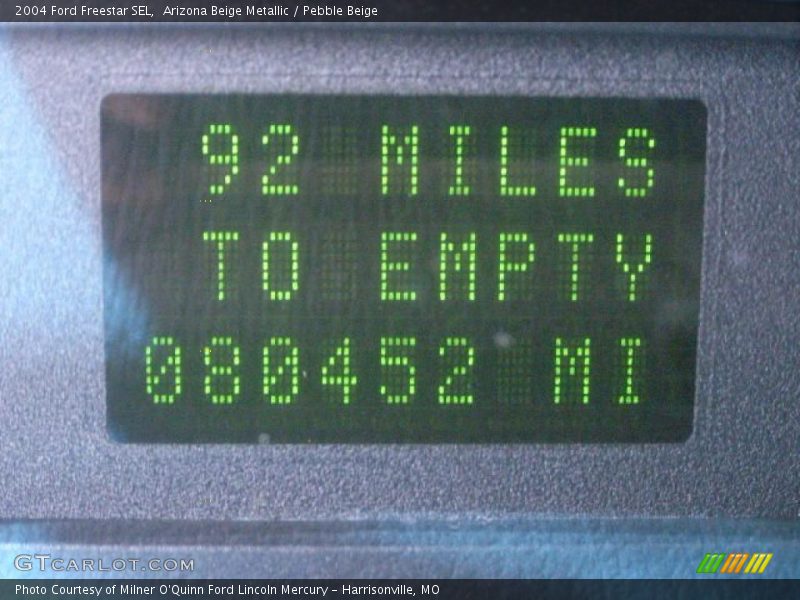 2004 Ford Freestar SEL,  Arizona Beige Metallic / Pebble Beige
92 MILES
TO EMPTY
080452 MI
GTCARLOT.COM
Photo Courtesy of Milner O'Quinn Ford Lincoln Mercury - Harrisonville, MO